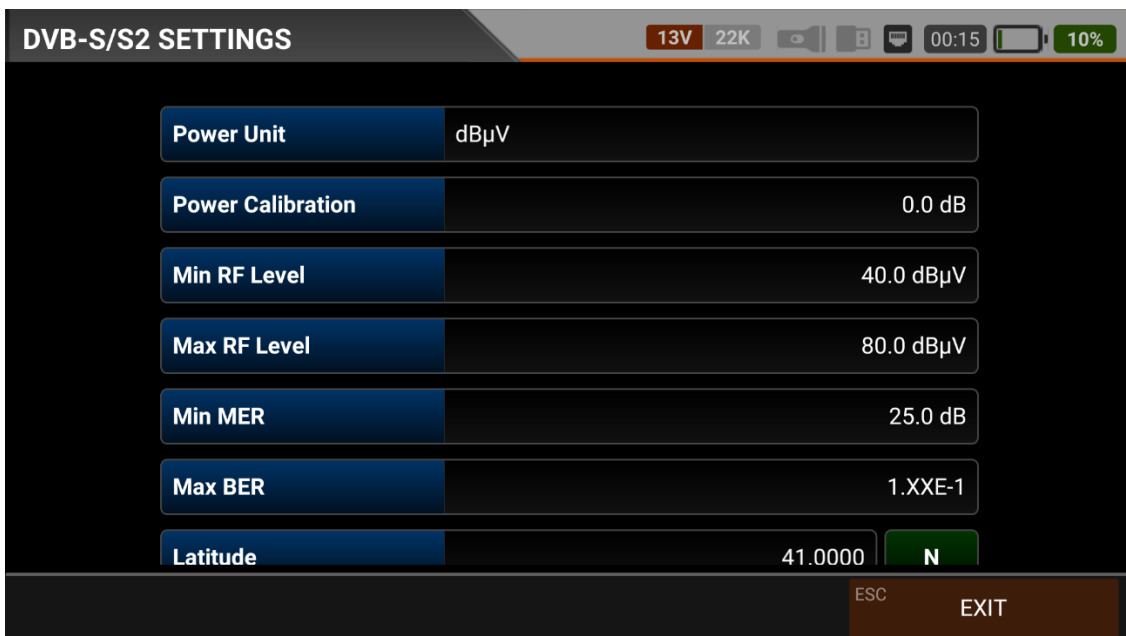 DVB-S/S2 SETTINGS 13V 22K 00:15 10%
Power Unit dBµV
Power Calibration 0.0 dB
Min RF Level 40.0 dBµV
Max RF Level 80.0 dBµV
Min MER 25.0 dB
Max BER 1.XXE-1
Latitude 41.0000 N
ESC EXIT